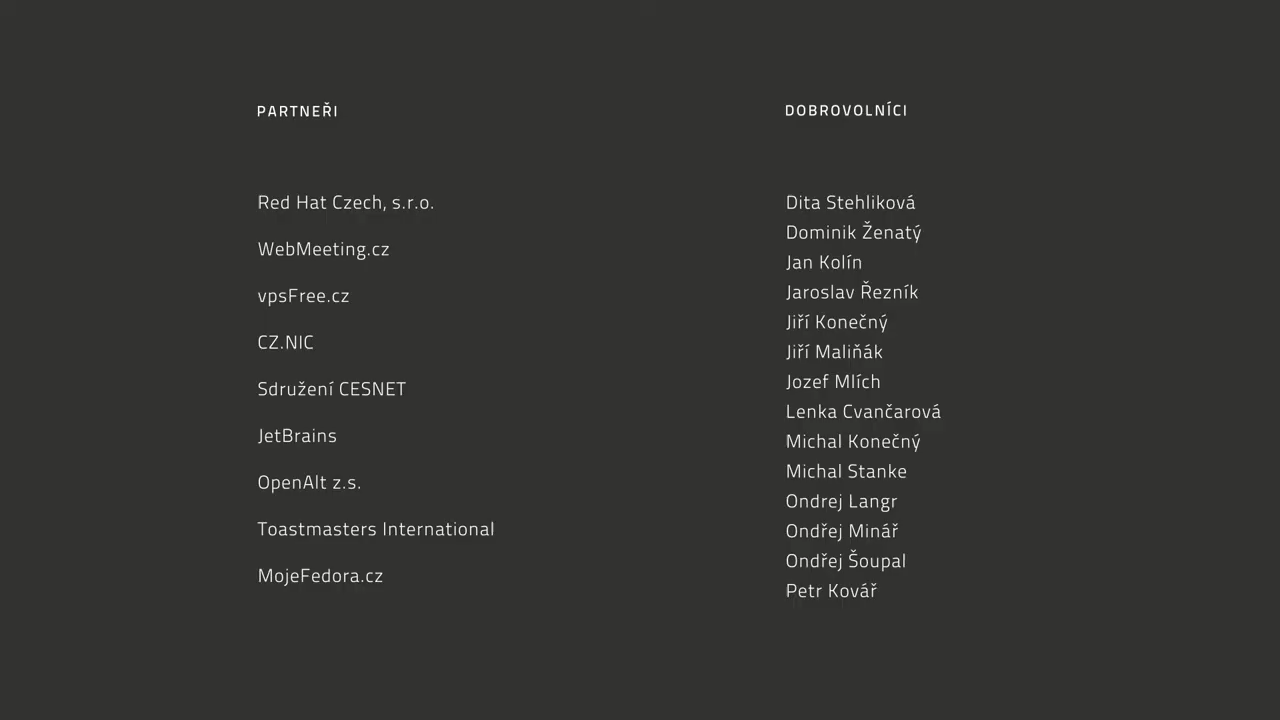 PARTNEŘI
Red Hat Czech, s.r.o.
WebMeeting.cz
vpsFree.cz
CZ.NIC
Sdružení CESNET
JetBrains
OpenAlt z.s.
Toastmasters International
MojeFedora.cz
DOBROVOLNÍCI
Dita Stehliková
Dominik Ženatý
Jan Kolín
Jaroslav Řezník
Jiří Konečný
Jiří Maliňák
Jozef Mlích
Lenka Cvančarová
Michal Konečný
Michal Stanke
Ondrej Langr
Ondřej Minář
Ondřej Šoupal
Petr Kovář